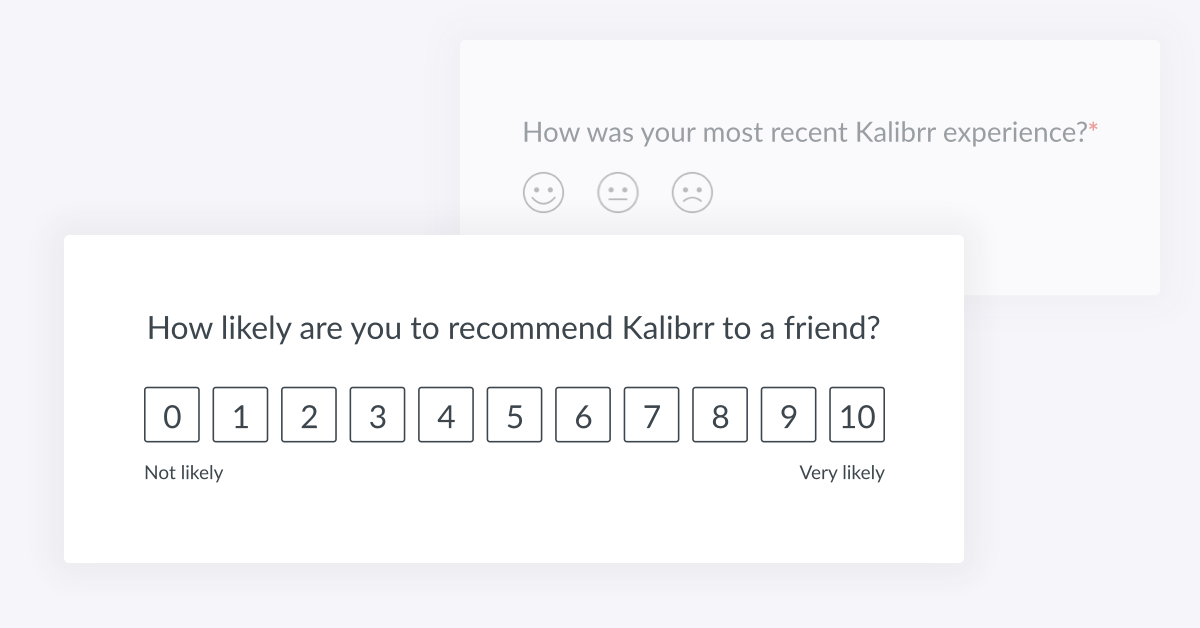 How was your most recent Kalibrr experience?*
How likely are you to recommend Kalibrr to a friend?
0 1 2 3 4 5 6 7 8 9 10
Not likely Very likely